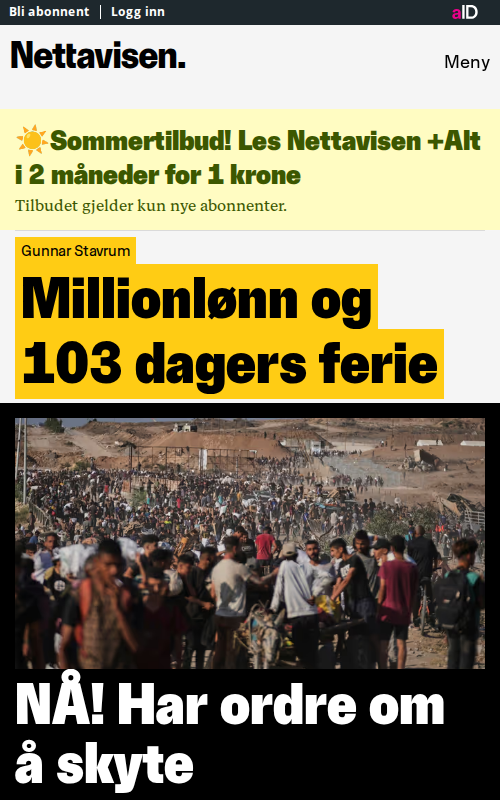 Bli abonnent
Logg inn
aID
Nettavisen.
Meny
☀️Sommertilbud! Les Nettavisen +Alt
i 2 måneder for 1 krone
Tilbudet gjelder kun nye abonnenter.
Gunnar Stavrum
Millionlønn og
103 dagers ferie
NÅ! Har ordre om
å skyte